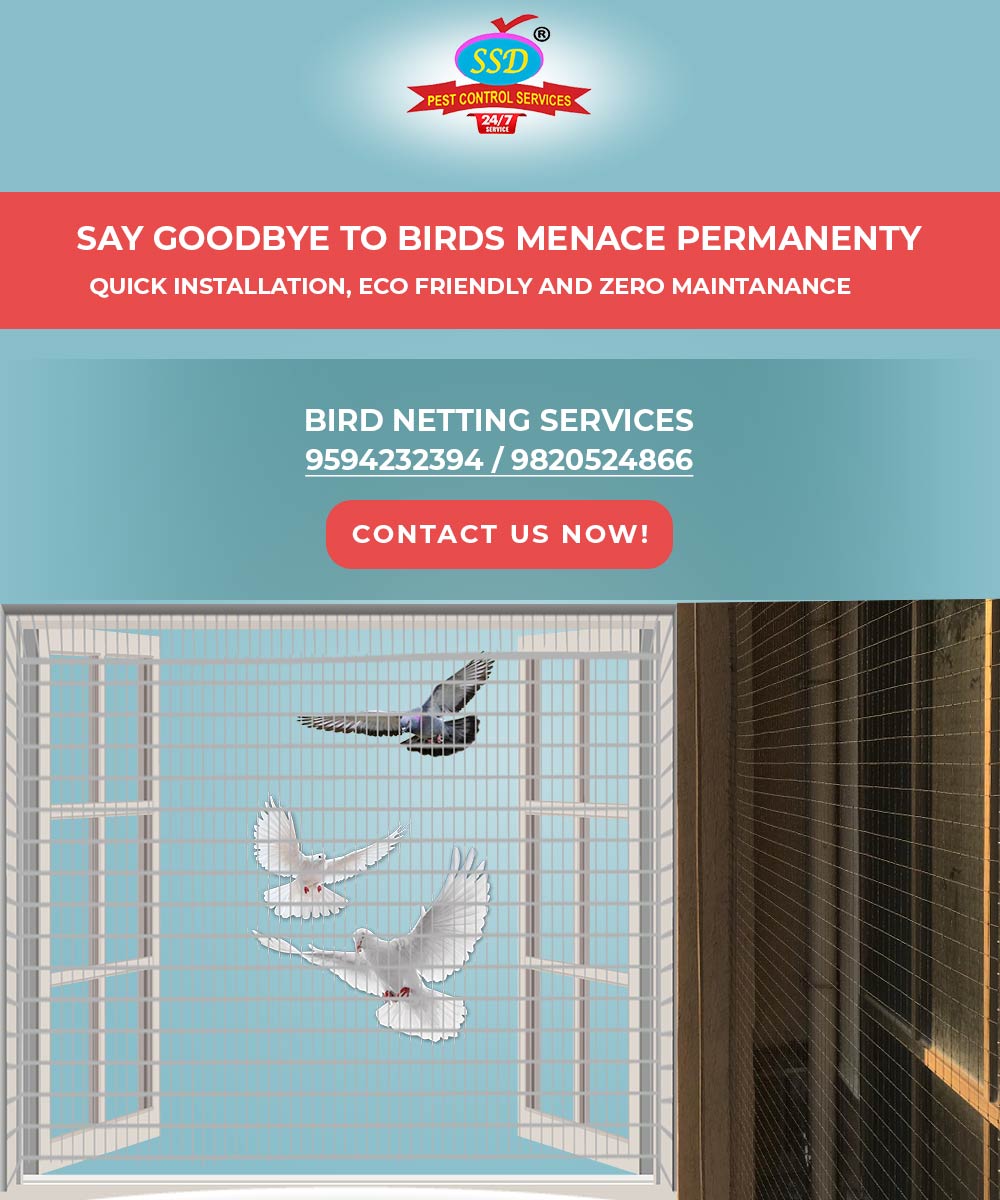 ®
SSD
PEST CONTROL SERVICES
24/7
SERVICE
SAY GOODBYE TO BIRDS MENACE PERMANENTY
QUICK INSTALLATION, ECO FRIENDLY AND ZERO MAINTANANCE
BIRD NETTING SERVICES
9594232394 / 9820524866
CONTACT US NOW!